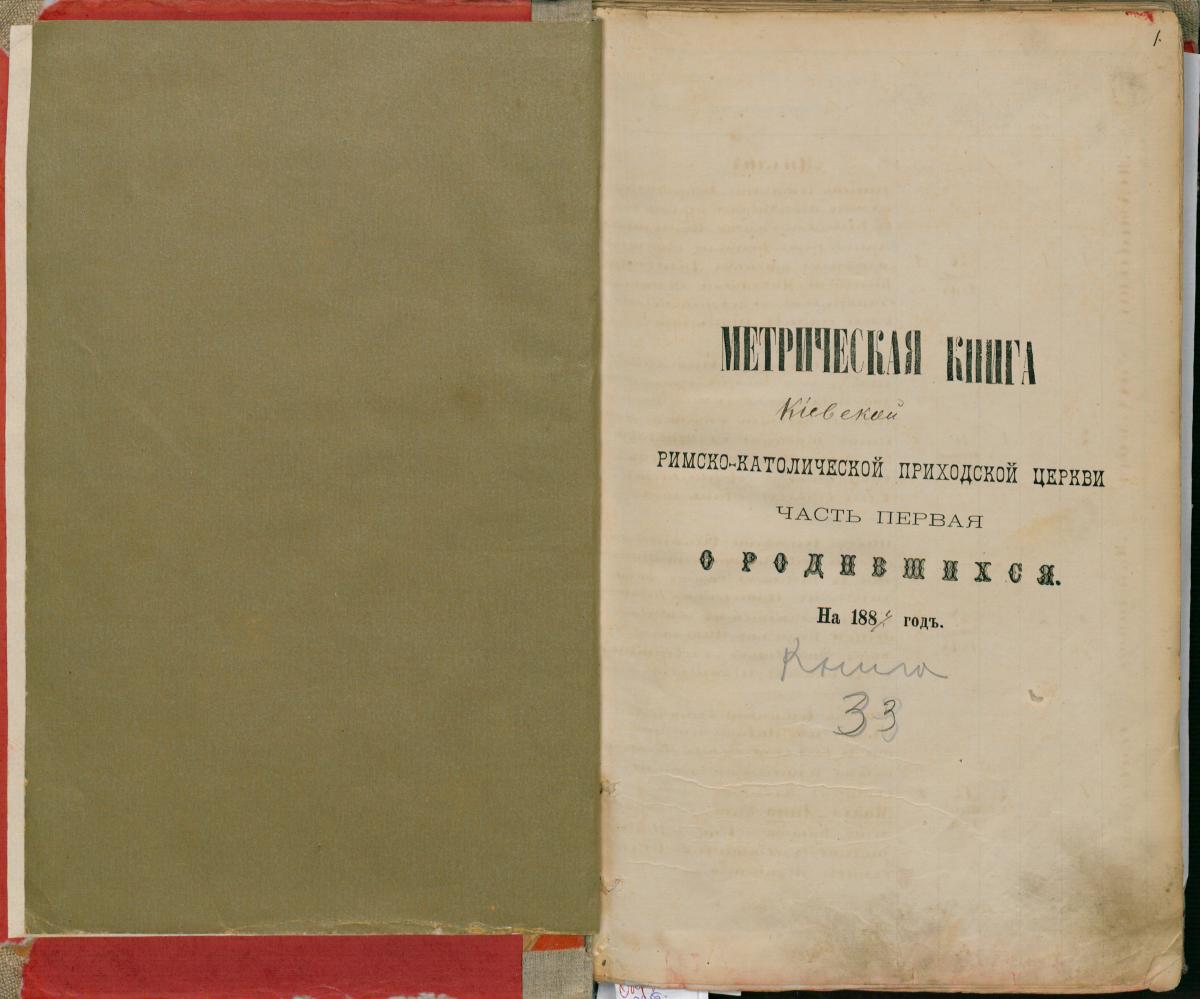 1.
МЕТРИЧЕСКАЯ КНИГА
Кіевской
РИМСКО-КАТОЛИЧЕСКОЙ ПРИХОДСКОЙ ЦЕРКВИ
ЧАСТЬ ПЕРВАЯ
О РОДИВШИХСЯ.
На 188 годъ.
Книга
33